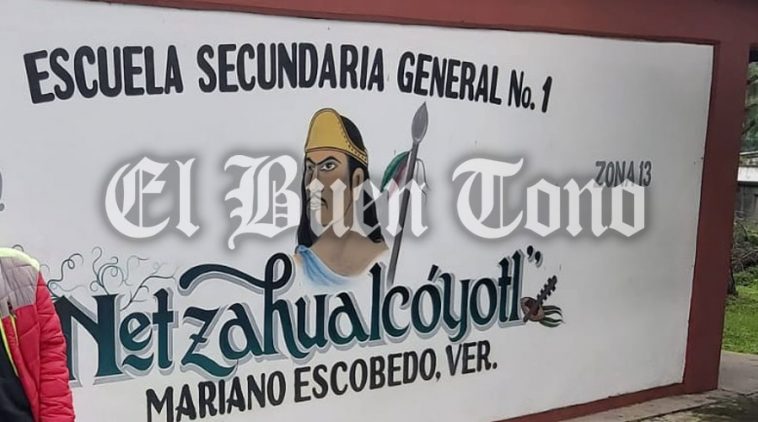 ESCUELA SECUNDARIA GENERAL No. 1
ZONA 13
El Buen Tono
Netzahualcóyotl"
MARIANO ESCOBEDO, VER.